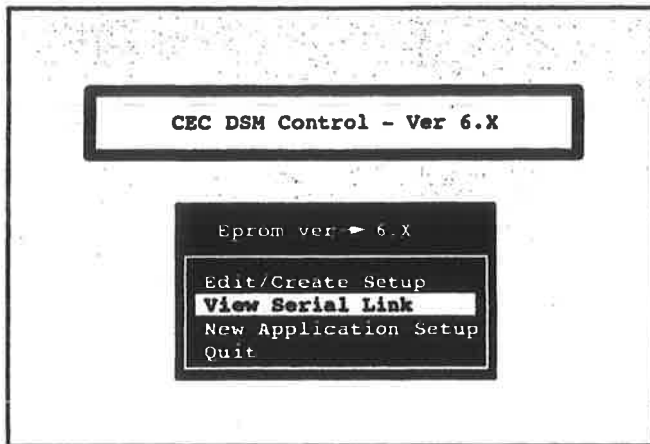 CEC DSM Control - Ver 6.X
Eprom ver ► 6.X
Edit/Create Setup
View Serial Link
New Application Setup
Quit